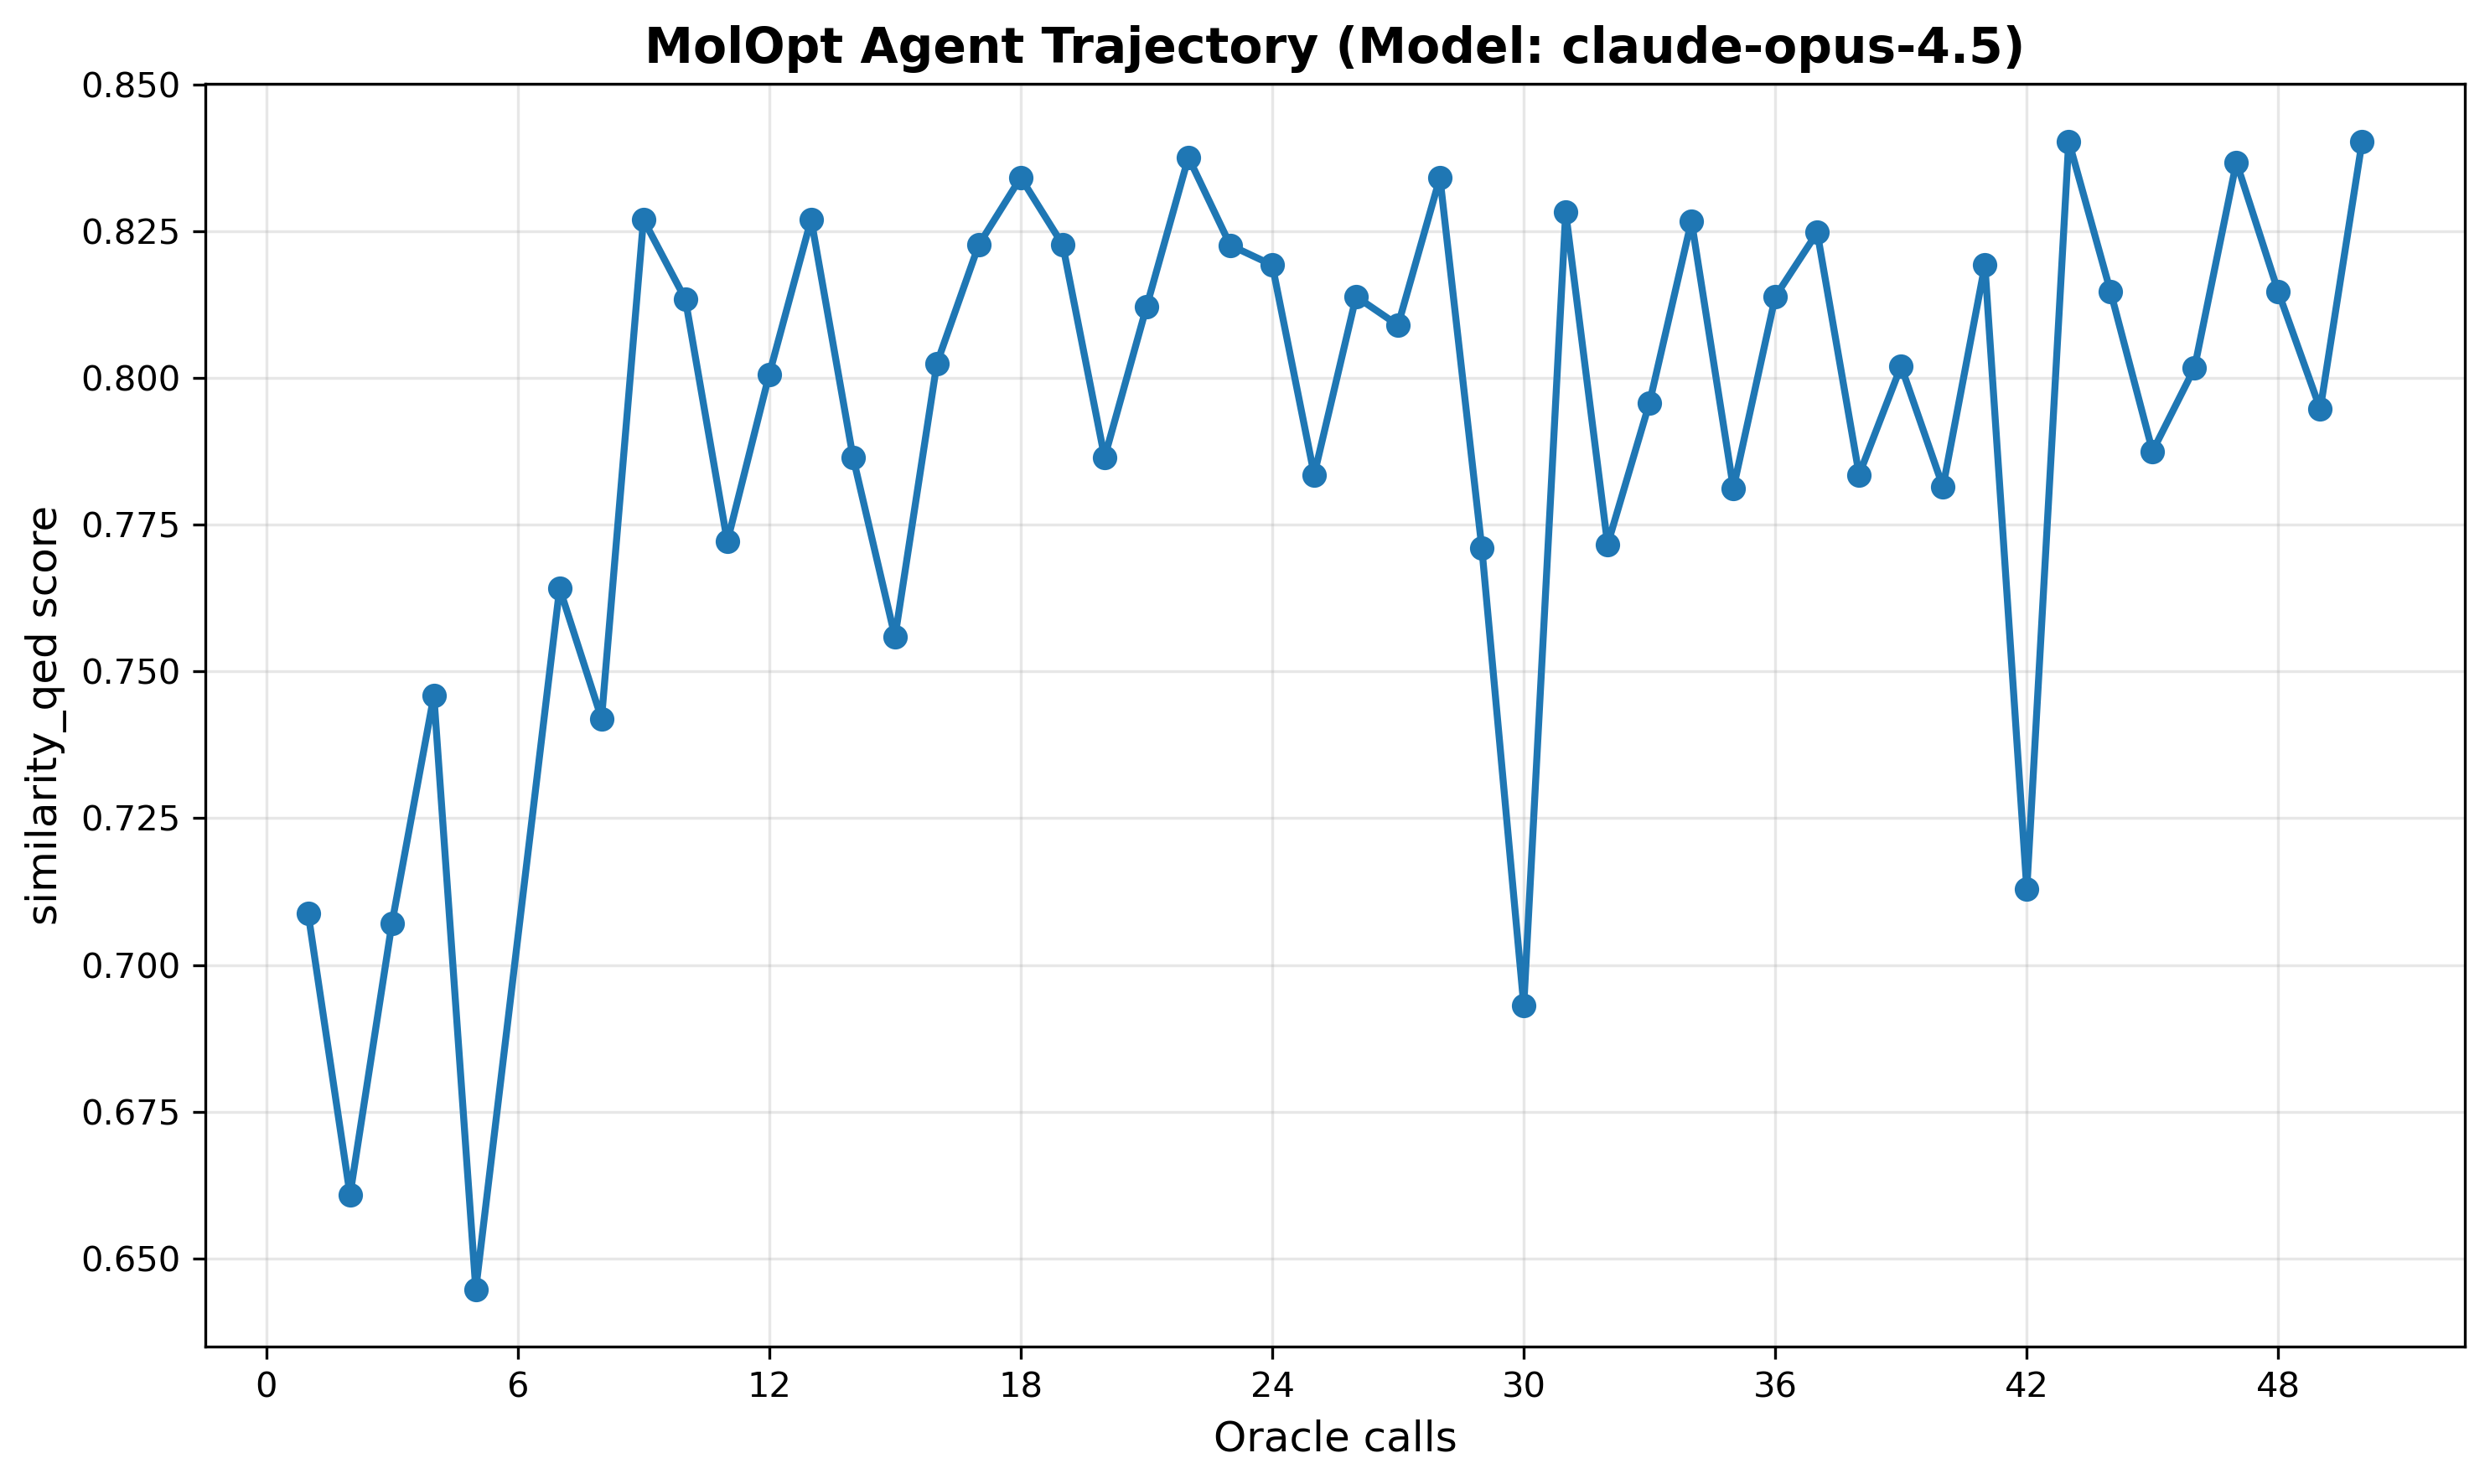 MolOpt Agent Trajectory (Model: claude-opus-4.5)
similarity_qed score
0.850
0.825
0.800
0.775
0.750
0.725
0.700
0.675
0.650
0 6 12 18 24 30 36 42 48
Oracle calls